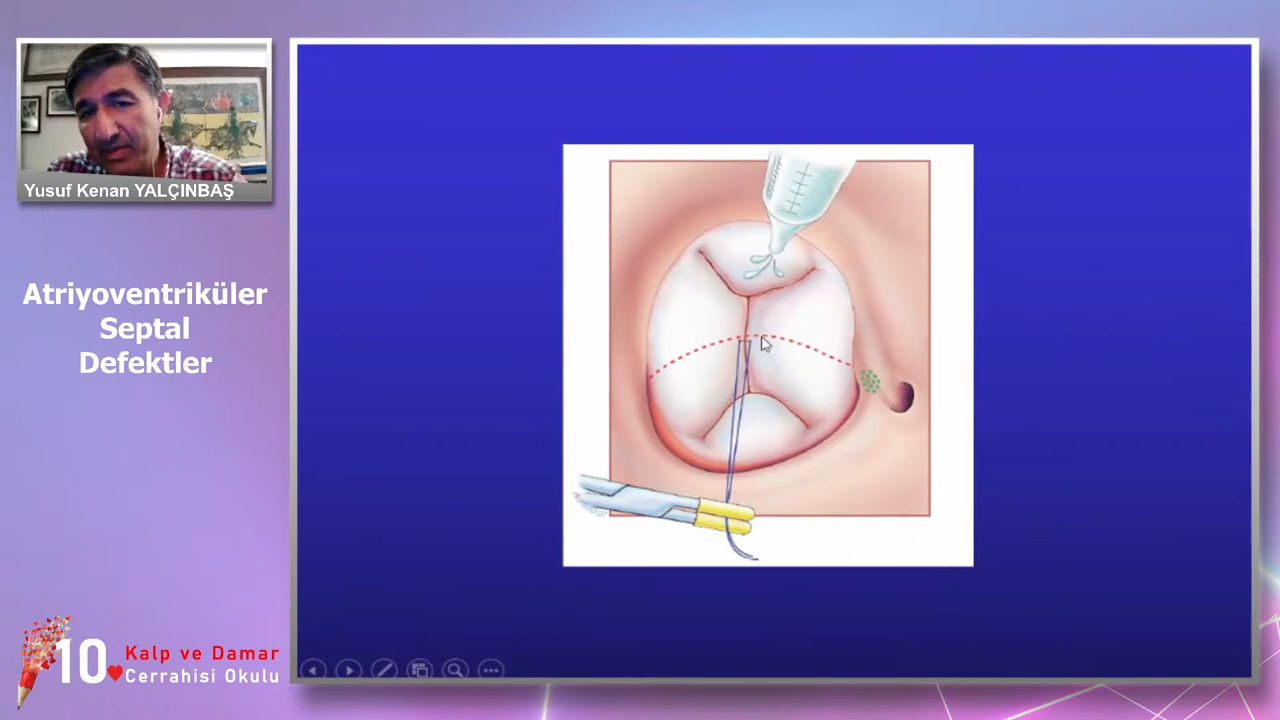 Yusuf Kenan YALÇINBAŞ
Atriyoventriküler
Septal
Defektler
10
Kalp ve Damar
Cerrahisi Okulu